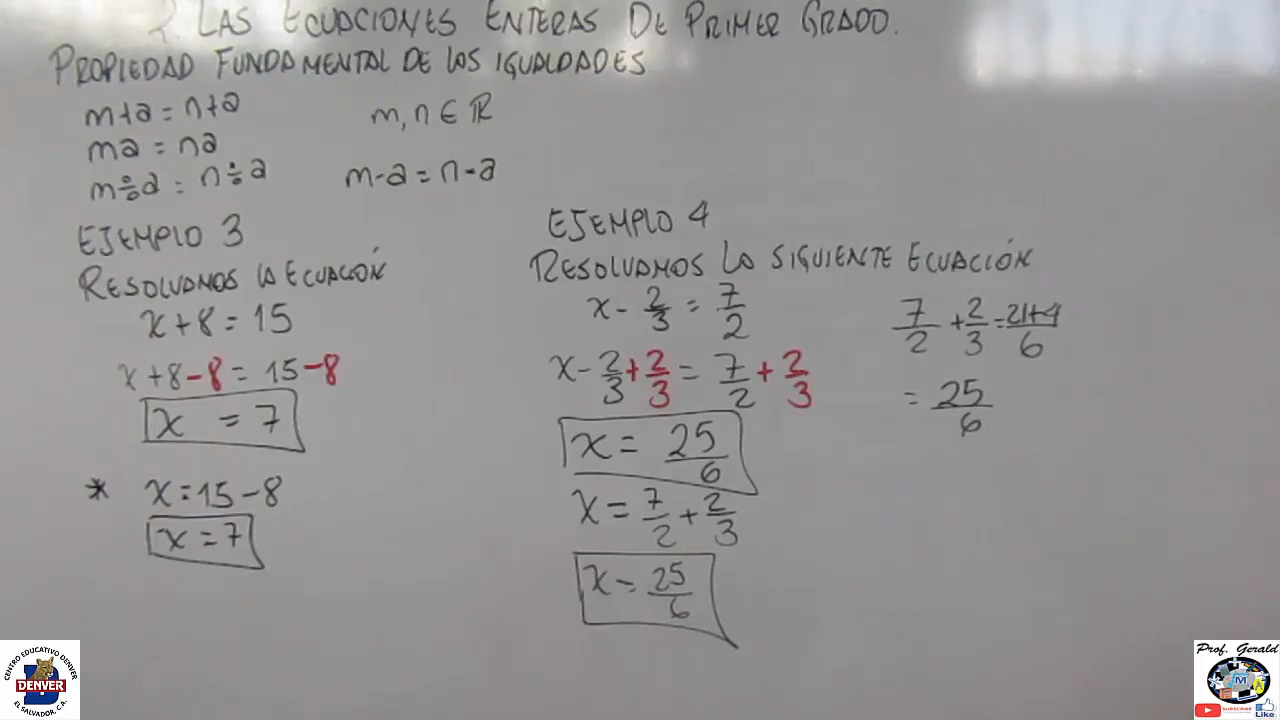 2. LAS ECUACIONES ENTERAS DE PRIMER GRADO.
PROPIEDAD FUNDAMENTAL DE LOS IGUALDADES
m+a = n+a    m, n ∈ ℝ
ma = na
m÷a = n÷a    m-a = n-a
EJEMPLO 3
RESOLVAMOS LA ECUACIÓN
x + 8 = 15
x + 8 - 8 = 15 - 8
x = 7
* x = 15 - 8
x = 7
EJEMPLO 4
RESOLVAMOS LA SIGUIENTE ECUACIÓN
x - 2/3 = 7/2
x - 2/3 + 2/3 = 7/2 + 2/3
x = 25/6
x = 7/2 + 2/3
x = 25/6
7/2 + 2/3 = 21+4/6
= 25/6
CENTRO EDUCATIVO DENVER
DENVER
EL SALVADOR, C.A.
Prof. Gerald
M
SUBSCRIBE
Like